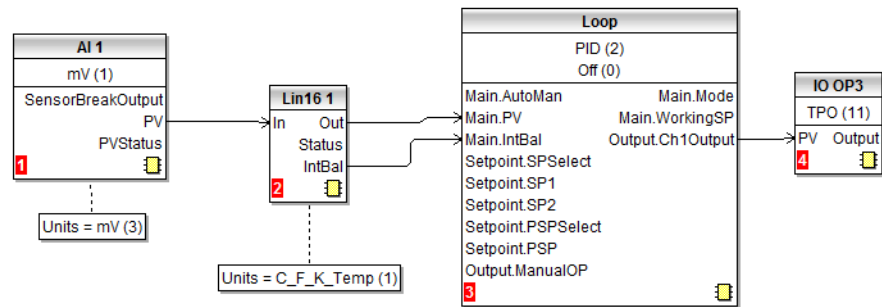 AI 1
mV (1)
SensorBreakOutput
PV
PVStatus
1
Units = mV (3)
Lin16 1
In Out
Status
IntBal
2
Units = C_F_K_Temp (1)
Loop
PID (2)
Off (0)
Main.AutoMan Main.Mode
Main.PV Main.WorkingSP
Main.IntBal Output.Ch1Output
Setpoint.SPSelect
Setpoint.SP1
Setpoint.SP2
Setpoint.PSPSelect
Setpoint.PSP
Output.ManualOP
3
IO OP3
TPO (11)
PV Output
4